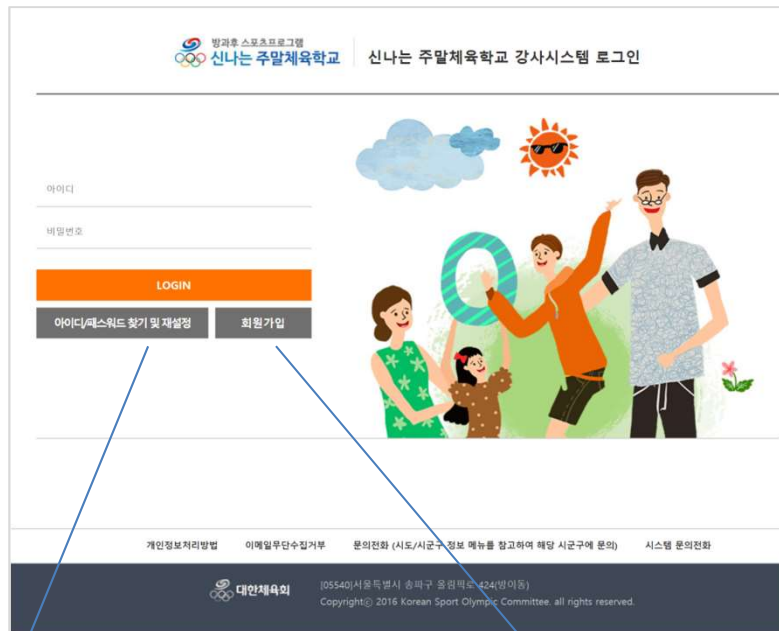 방과후 스포츠프로그램
신나는 주말체육학교
신나는 주말체육학교 강사시스템 로그인
아이디
비밀번호
LOGIN
아이디/패스워드 찾기 및 재설정
회원가입
개인정보처리방법 이메일무단수집거부 문의전화 (시도/시군구 정보 메뉴를 참고하여 해당 시군구에 문의) 시스템 문의전화
대한체육회
[05540]서울특별시 송파구 올림픽로 424(방이동)
Copyrightⓒ 2016 Korean Sport Olympic Committee. all rights reserved.